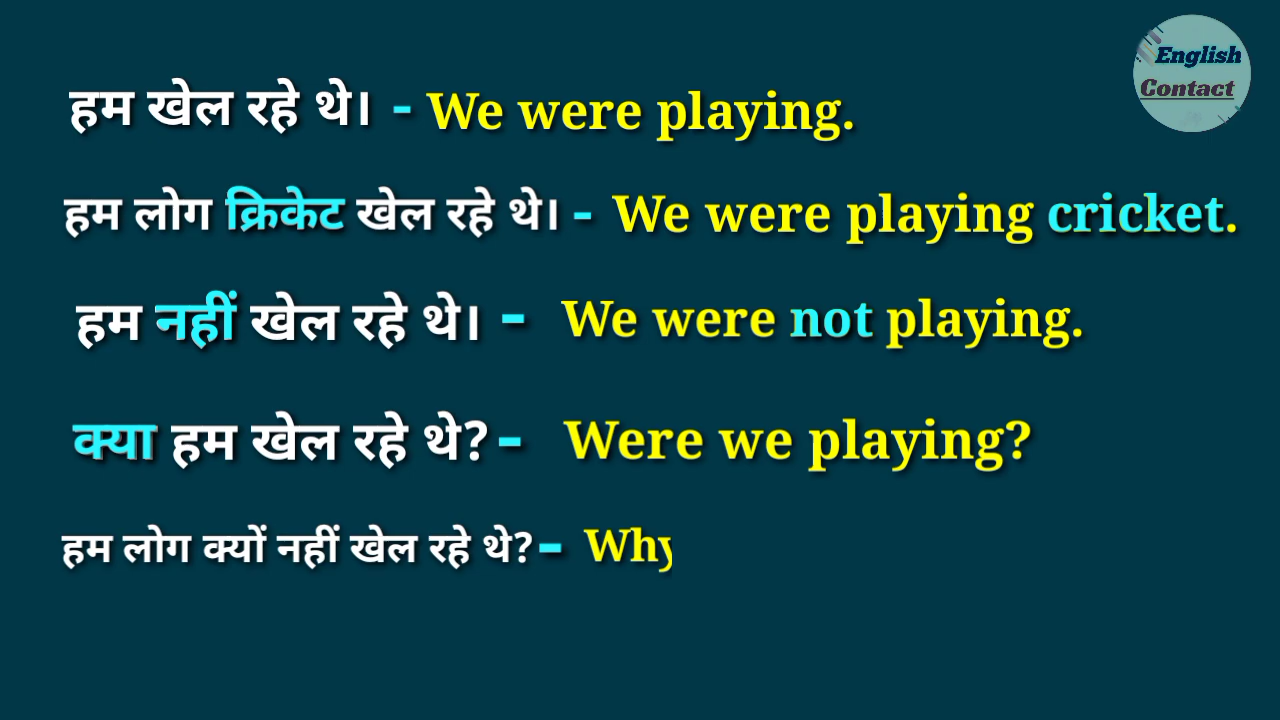 English
Contact
हम खेल रहे थे। - We were playing.
हम लोग क्रिकेट खेल रहे थे। - We were playing cricket.
हम नहीं खेल रहे थे। - We were not playing.
क्या हम खेल रहे थे? - Were we playing?
हम लोग क्यों नहीं खेल रहे थे? - Why